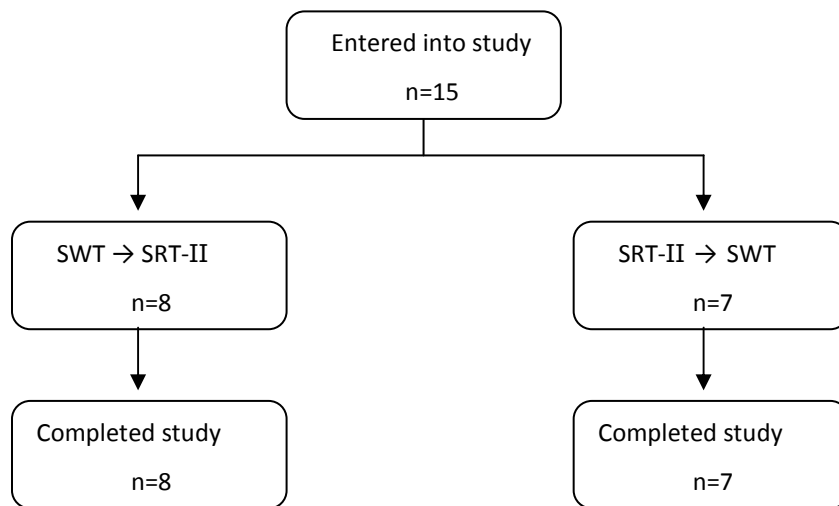 Entered into study
n=15
SWT → SRT-II
n=8
SRT-II → SWT
n=7
Completed study
n=8
Completed study
n=7